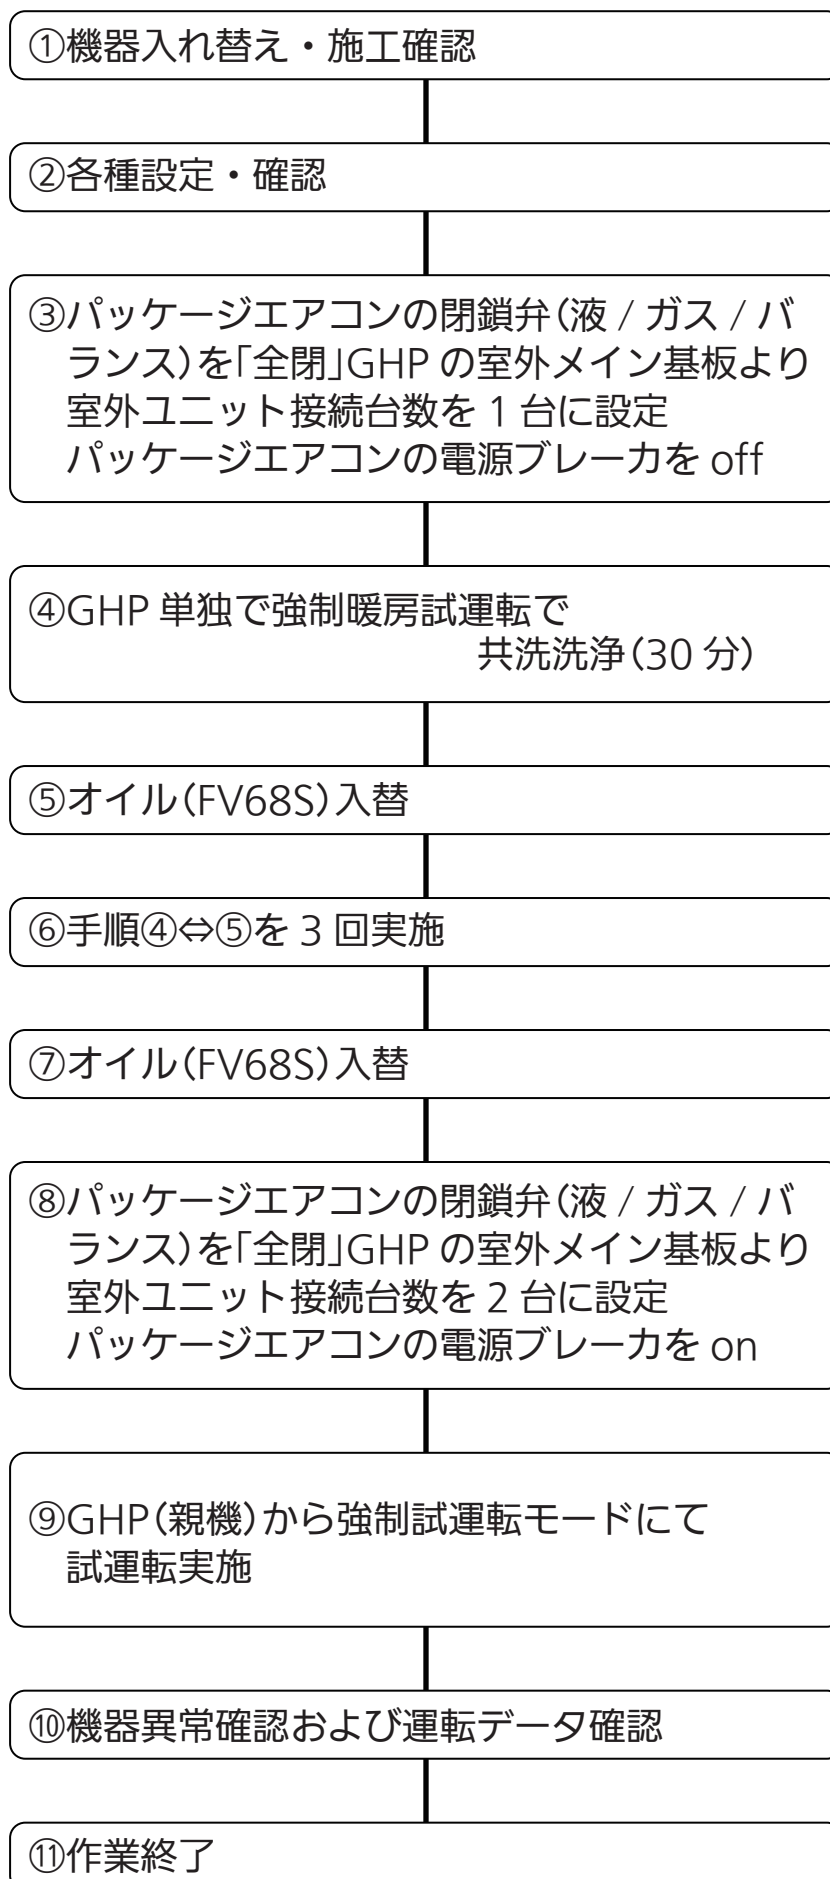 ①機器入れ替え・施工確認
②各種設定・確認
③パッケージエアコンの閉鎖弁(液 / ガス / バ
ランス)を「全閉」GHP の室外メイン基板より
室外ユニット接続台数を 1 台に設定
パッケージエアコンの電源ブレーカを off
④GHP 単独で強制暖房試運転で
共洗洗浄(30 分)
⑤オイル(FV68S)入替
⑥手順④⇔⑤を 3 回実施
⑦オイル(FV68S)入替
⑧パッケージエアコンの閉鎖弁(液 / ガス / バ
ランス)を「全閉」GHP の室外メイン基板より
室外ユニット接続台数を 2 台に設定
パッケージエアコンの電源ブレーカを on
⑨GHP(親機)から強制試運転モードにて
試運転実施
⑩機器異常確認および運転データ確認
⑪作業終了